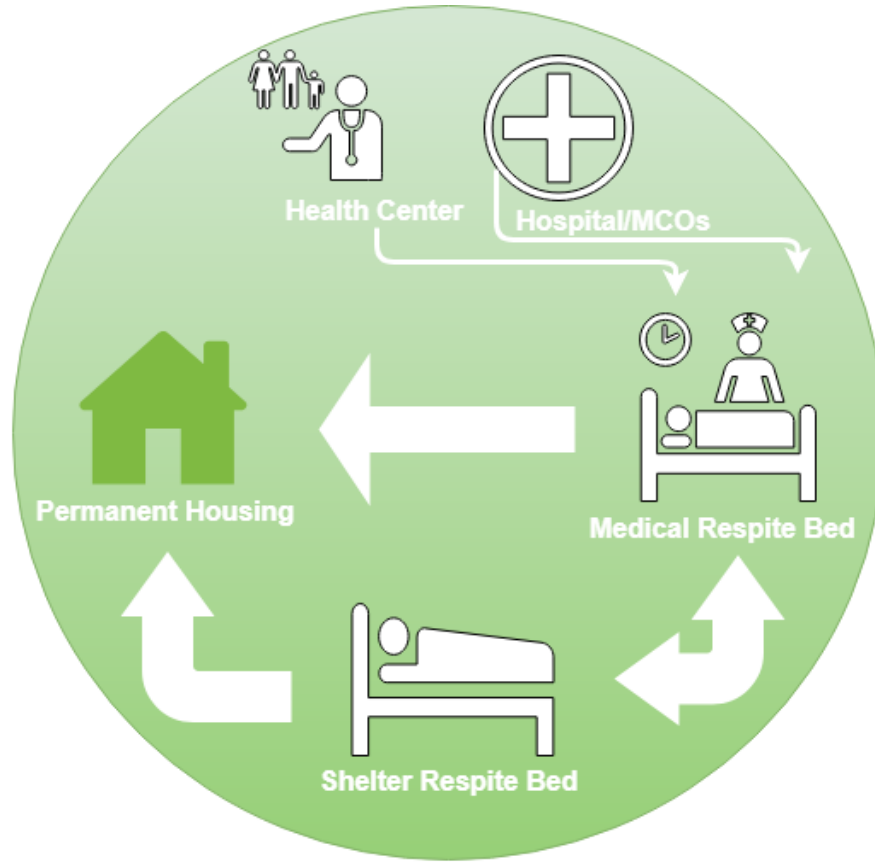 Health Center
Hospital/MCOs
Permanent Housing
Medical Respite Bed
Shelter Respite Bed